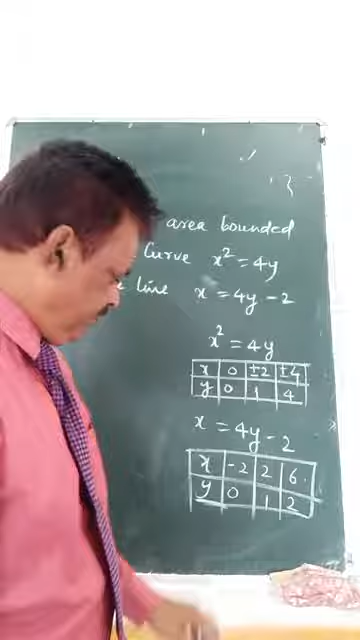 area bounded
Curve x² = 4y
line x = 4y - 2
x² = 4y
x 0 ±2 ±4
y 0 1 4
x = 4y - 2
x -2 2 6
y 0 1 2